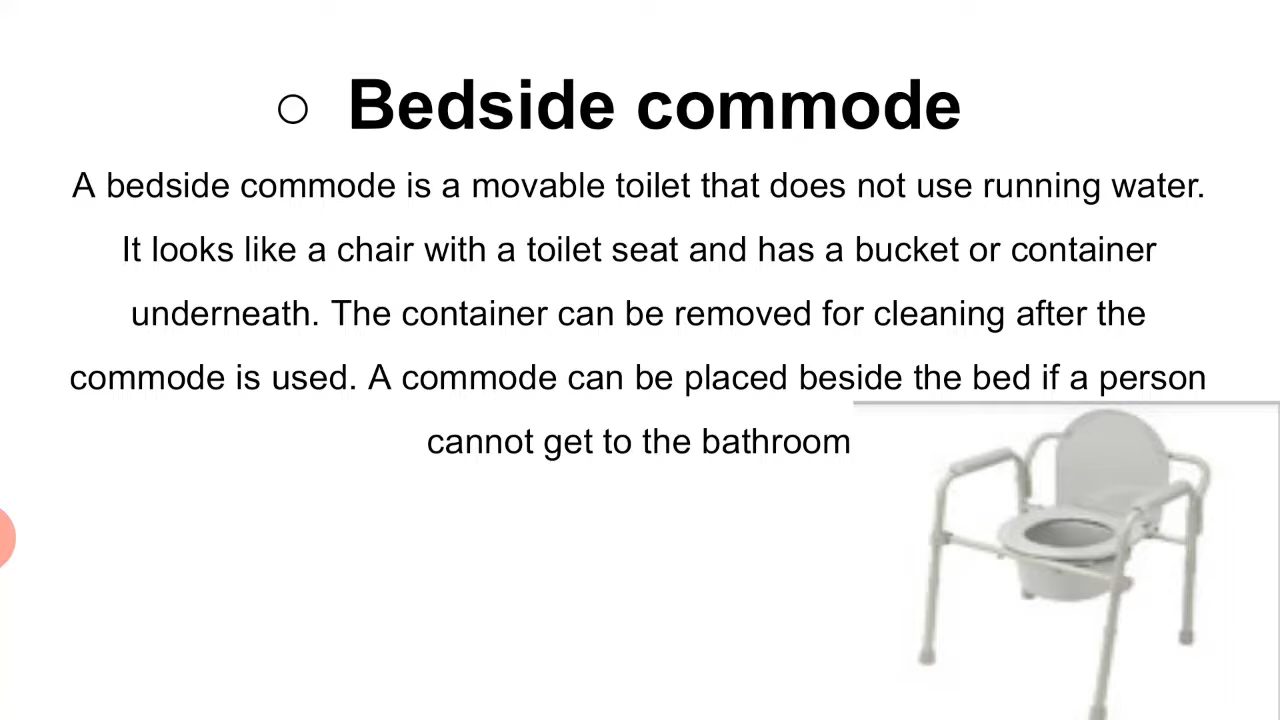 ○ Bedside commode
A bedside commode is a movable toilet that does not use running water.
It looks like a chair with a toilet seat and has a bucket or container
underneath. The container can be removed for cleaning after the
commode is used. A commode can be placed beside the bed if a person
cannot get to the bathroom